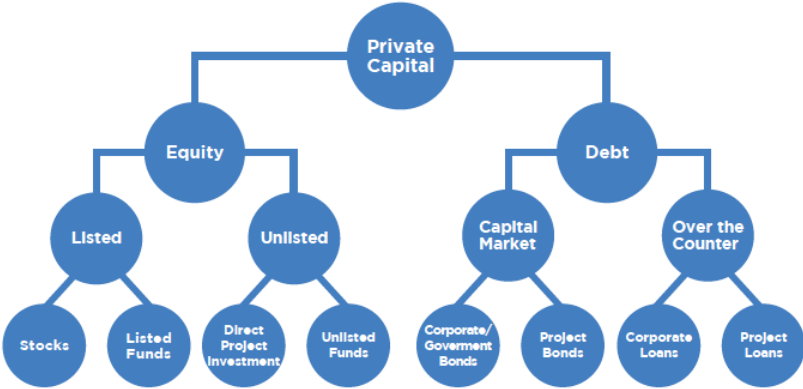 Private
Capital
Equity
Debt
Listed
Unlisted
Capital
Market
Over the
Counter
Stocks
Listed
Funds
Direct
Project
Investment
Unlisted
Funds
Corporate/
Goverment
Bonds
Project
Bonds
Corporate
Loans
Project
Loans